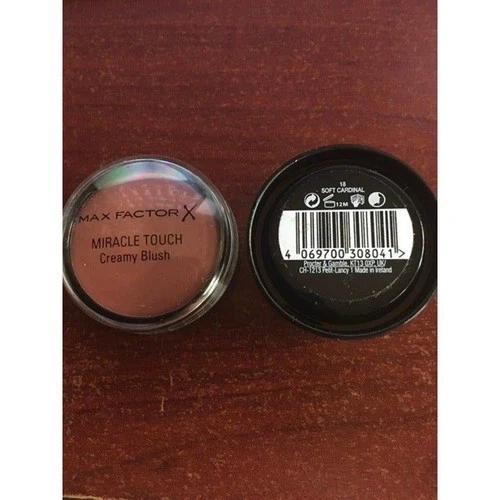 MAX FACTOR X
MIRACLE TOUCH
Creamy Blush
18
SOFT CARDINAL
12M
4 069700 308041 >
Procter & Gamble, KT13 0XP, UK/
CH-1213 Petit-Lancy 1 Made in Ireland